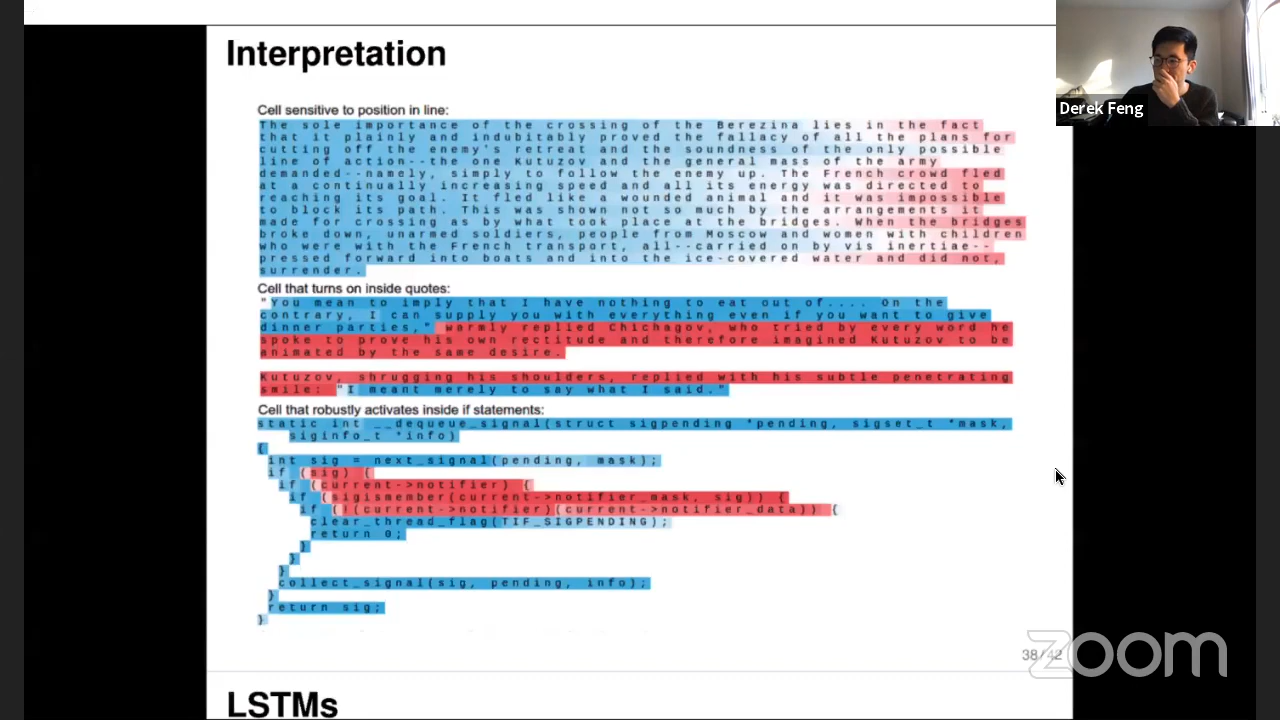 Interpretation
Derek Feng
Cell sensitive to position in line:
The sole importance of the crossing of the Berezina lies in the fact
that it plainly and indubitably proved the fallacy of all the plans for
cutting off the enemy's retreat and the soundness of the only possible
line of action--the one Kutuzov and the general mass of the army
demanded--namely, simply to follow the enemy up. The French crowd fled
at a continually increasing speed and all its energy was directed to
reaching its goal. It fled like a wounded animal and it was impossible
to block its path. This was shown not so much by the arrangements it
made for crossing as by what took place at the bridges. When the bridges
broke down, unarmed soldiers, people from Moscow and women with children
who were with the French transport, all--carried on by vis inertiae--
pressed forward into boats and into the ice-covered water and did not,
surrender.
Cell that turns on inside quotes:
"You mean to imply that I have nothing to eat out of.... On the
contrary, I can supply you with everything even if you want to give
dinner parties," warmly replied Chichagov, who tried by every word he
spoke to prove his own rectitude and therefore imagined Kutuzov to be
animated by the same desire.
Kutuzov, shrugging his shoulders, replied with his subtle penetrating
smile: "I meant merely to say what I said."
Cell that robustly activates inside if statements:
static int __dequeue_signal(struct sigpending *pending, sigset_t *mask,
siginfo_t *info)
{
int sig = next_signal(pending, mask);
if (sig) {
if (current->notifier) {
if (sigismember(current->notifier_mask, sig)) {
if (!(current->notifier)(current->notifier_data)) {
clear_thread_flag(TIF_SIGPENDING);
return 0;
}
}
}
collect_signal(sig, pending, info);
}
return sig;
}
38/42
zoom
LSTMs